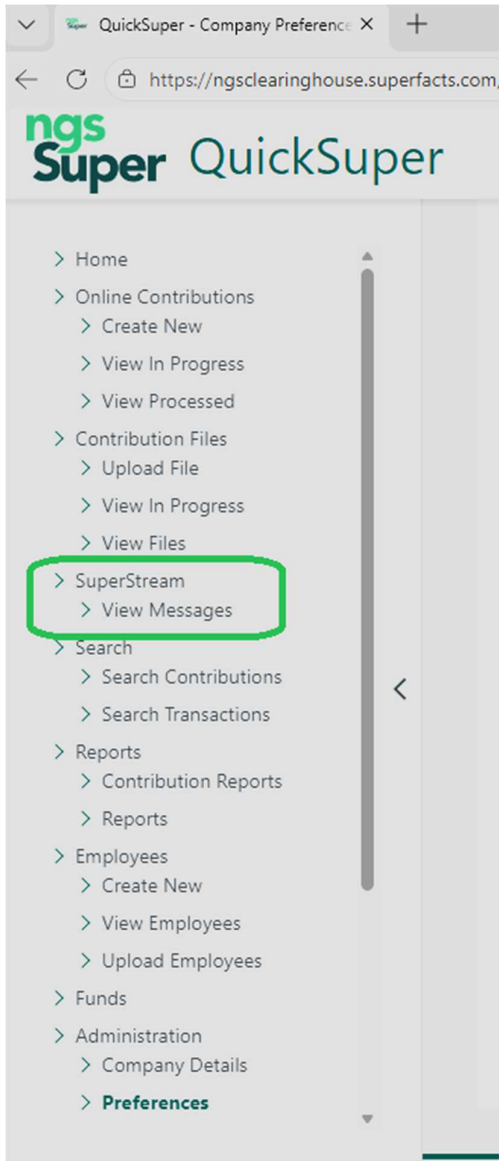 QuickSuper - Company Preference
https://ngsclearinghouse.superfacts.com/
ngs
Super QuickSuper
Home
Online Contributions
Create New
View In Progress
View Processed
Contribution Files
Upload File
View In Progress
View Files
SuperStream
View Messages
Search
Search Contributions
Search Transactions
Reports
Contribution Reports
Reports
Employees
Create New
View Employees
Upload Employees
Funds
Administration
Company Details
Preferences